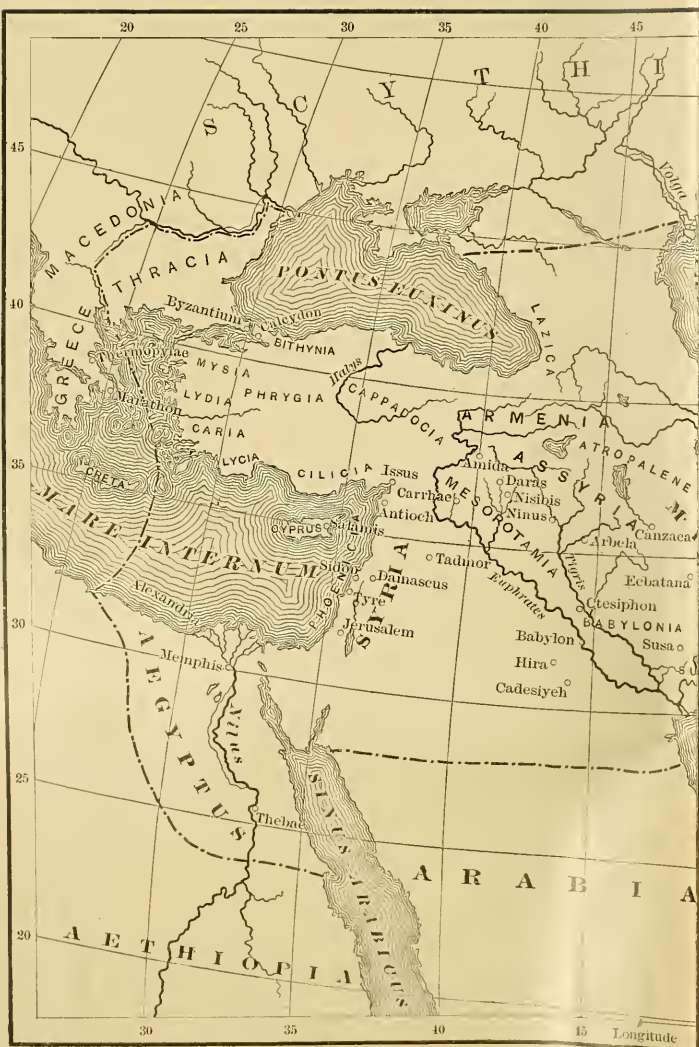 20 25 30 35 40 45
S C Y T H I
Volga
45
MACEDONIA
THRACIA
PONTUS EUXINUS
LAZICA
40
Byzantium
Calcydon
BITHYNIA
GREECE
Thermopylae
MYSIA
Halys
Marathon
LYDIA
PHRYGIA
CAPPADOCIA
ARMENIA
CARIA
ATROPALENE
35
LYCIA
CILICIA
Issus
Amida
ASSYRIA
M
CRETA
Carrhae
Daras
Nisibis
MESOROTAMIA
Antioch
Ninus
Canzaca
MARE INTERNUM
CYPRUS
Salamis
Arbela
PHOENICIA
SYRIA
Tadmor
Tigris
Sidon
Damascus
Euphrates
Ecbatana
Alexandria
Tyre
Ctesiphon
BABYLONIA
30
Jerusalem
Babylon
Susa
Memphis
Hira
Cadesiyeh
AEGYPTUS
Nilus
25
SINUS ARABICUS
Thebae
ARABIA
20
AETHIOPIA
30 35 40 45
Longitude